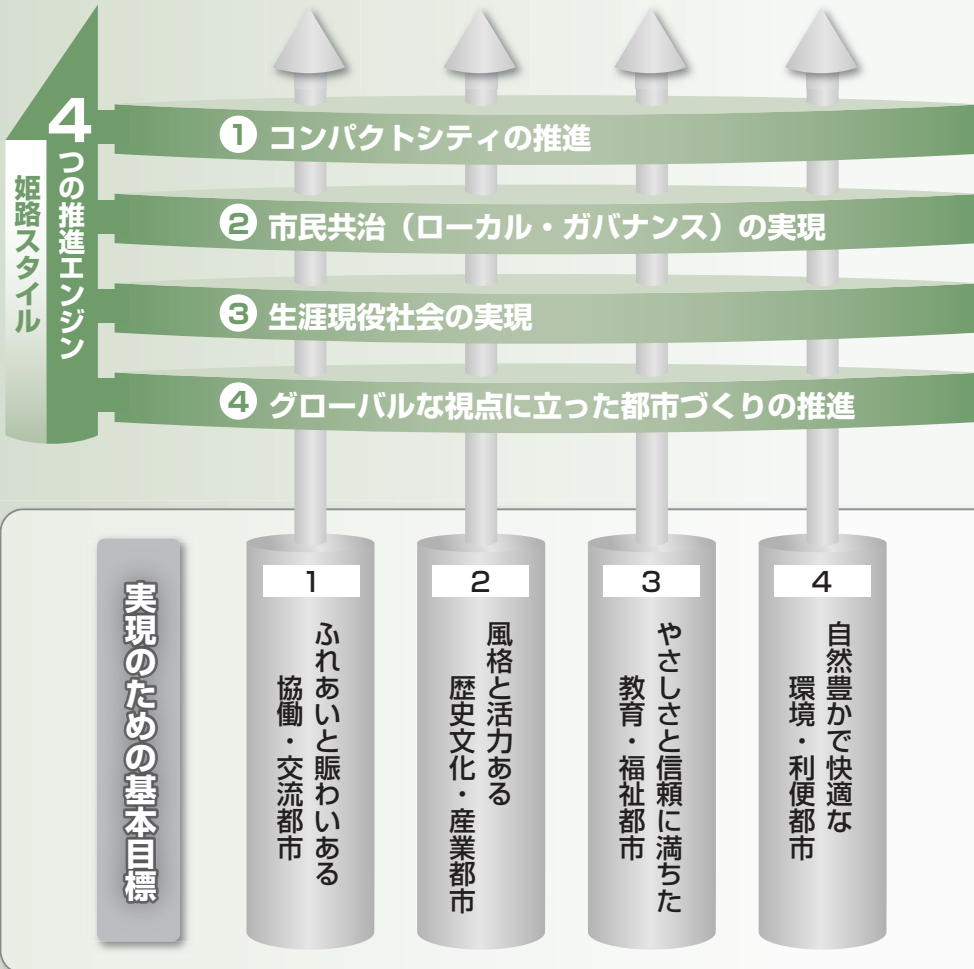 4つの推進エンジン
姫路スタイル
① コンパクトシティの推進
② 市民共治（ローカル・ガバナンス）の実現
③ 生涯現役社会の実現
④ グローバルな視点に立った都市づくりの推進
実現のための基本目標
1
ふれあいと賑わいある
協働・交流都市
2
風格と活力ある
歴史文化・産業都市
3
やさしさと信頼に満ちた
教育・福祉都市
4
自然豊かで快適な
環境・利便都市